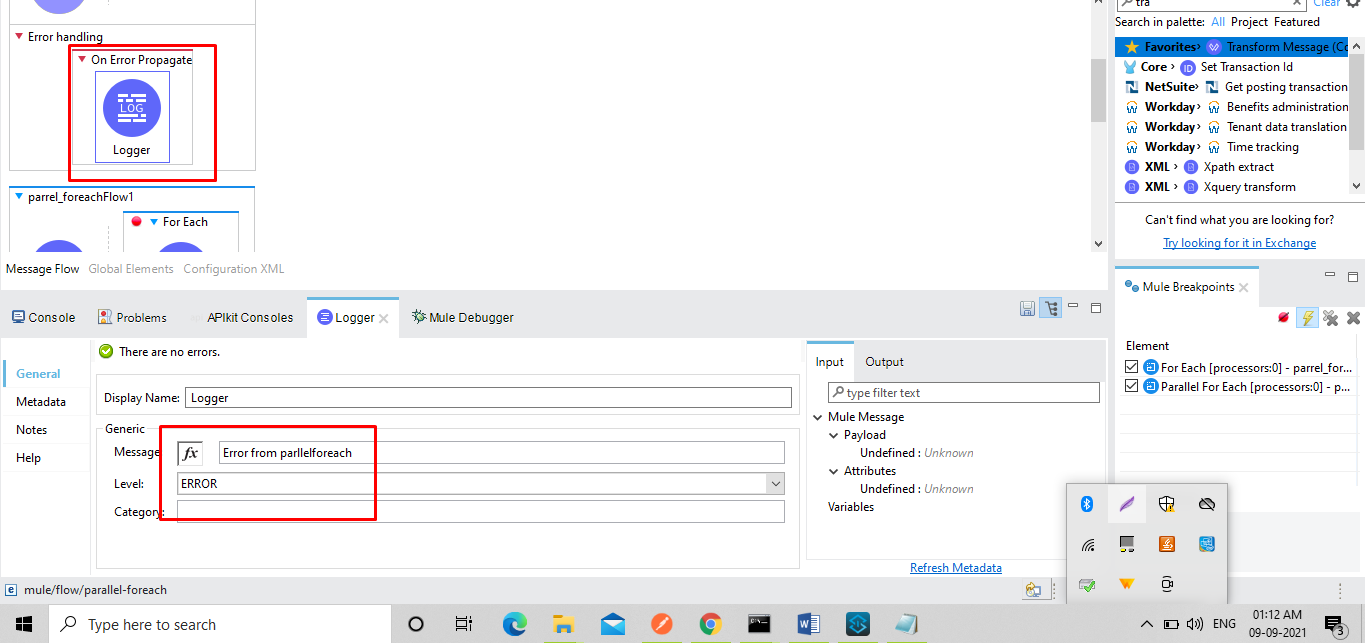 tra
Clear
Search in palette: All Project Featured
Error handling
On Error Propagate
LOG
Logger
Favorites> Transform Message (Co
Core > ID Set Transaction Id
NetSuite> Get posting transaction
Workday> Benefits administration
Workday> Tenant data translation
Workday> Time tracking
XML > Xpath extract
XML > Xquery transform
parrel_foreachFlow1
For Each
Can't find what you are looking for?
Try looking for it in Exchange
Message Flow Global Elements Configuration XML
Mule Breakpoints
Console Problems APIkit Consoles Logger Mule Debugger
There are no errors.
General
Metadata
Notes
Help
Display Name: Logger
Generic
Message fx Error from parllelforeach
Level: ERROR
Category:
Input Output
type filter text
Mule Message
Payload
Undefined : Unknown
Attributes
Undefined : Unknown
Variables
Refresh Metadata
Element
For Each [processors:0] - parrel_for...
Parallel For Each [processors:0] - p...
mule/flow/parallel-foreach
Type here to search
ENG
01:12 AM
09-09-2021
3